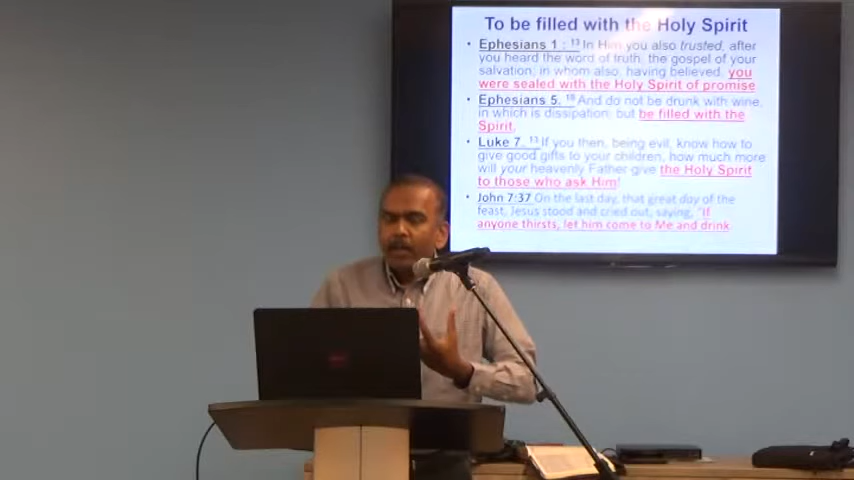 To be filled with the Holy Spirit
• Ephesians 1 : 13 In Him you also trusted, after
you heard the word of truth, the gospel of your
salvation; in whom also, having believed, you
were sealed with the Holy Spirit of promise
• Ephesians 5. 18 And do not be drunk with wine,
in which is dissipation; but be filled with the
Spirit,
• Luke 7. 13 If you then, being evil, know how to
give good gifts to your children, how much more
will your heavenly Father give the Holy Spirit
to those who ask Him!
• John 7:37 On the last day, that great day of the
feast, Jesus stood and cried out, saying, "If
anyone thirsts, let him come to Me and drink.